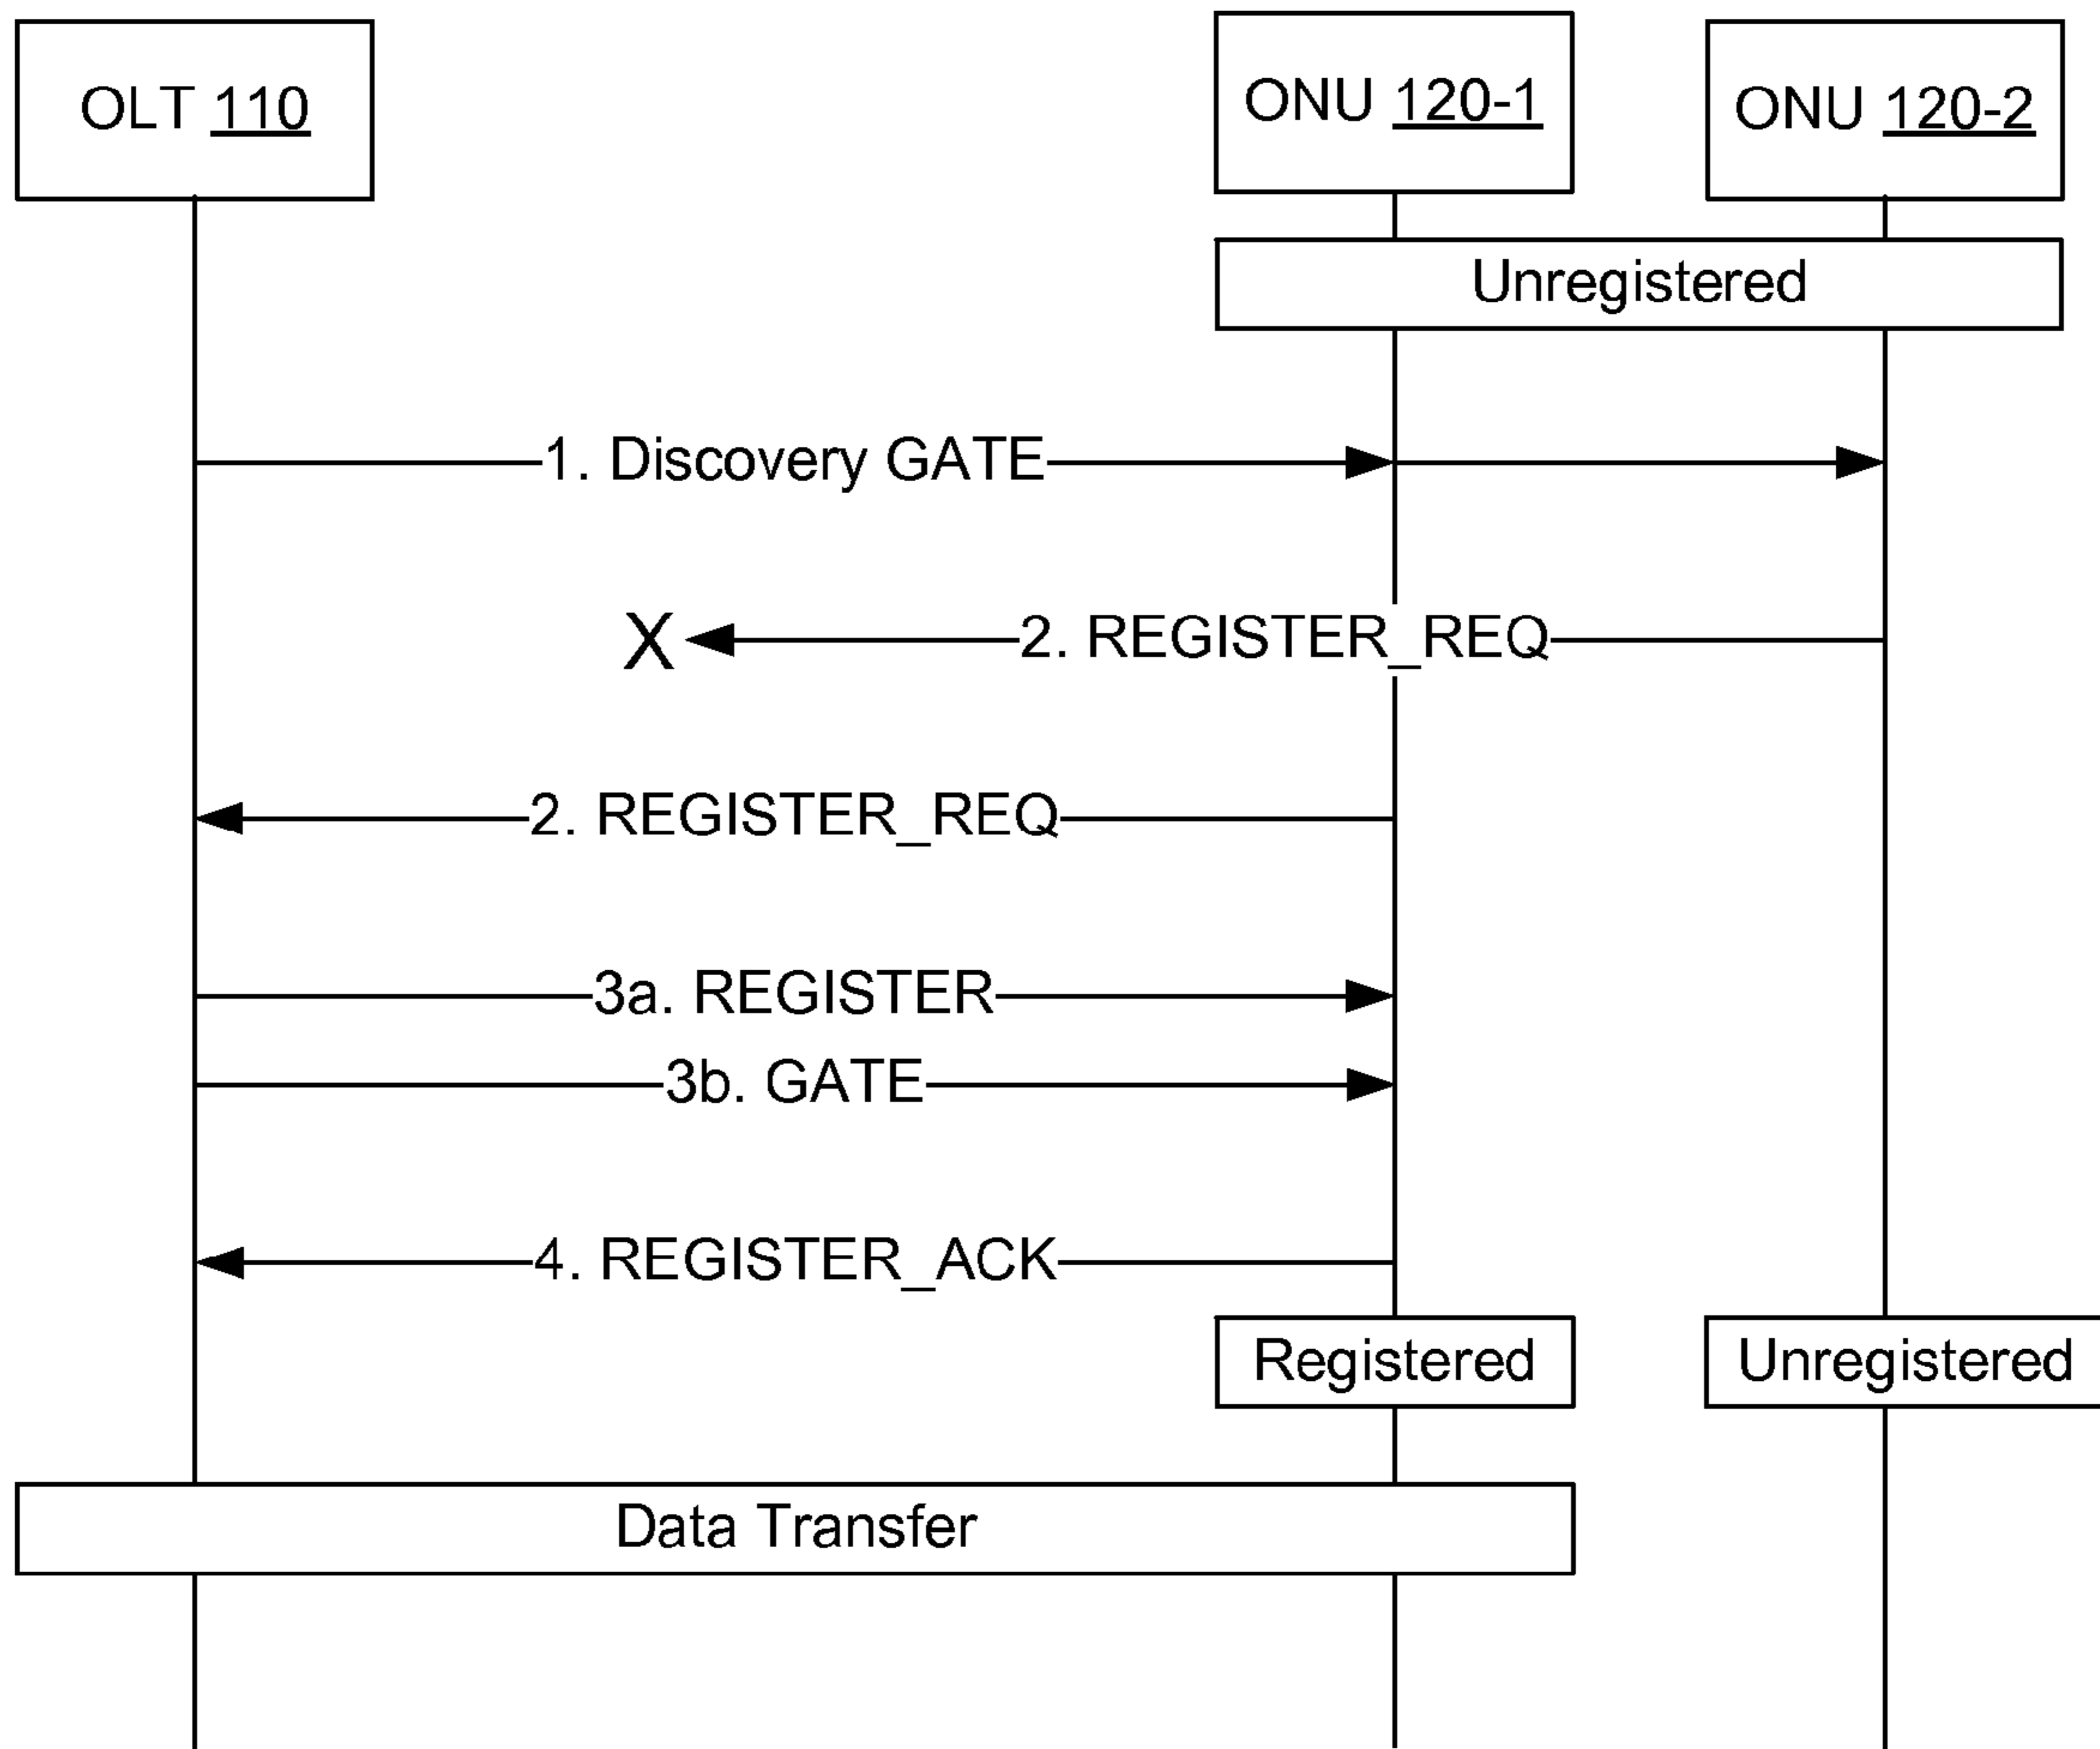 OLT 110
ONU 120-1
ONU 120-2
Unregistered
1. Discovery GATE
X
2. REGISTER_REQ
2. REGISTER_REQ
3a. REGISTER
3b. GATE
4. REGISTER_ACK
Registered
Unregistered
Data Transfer